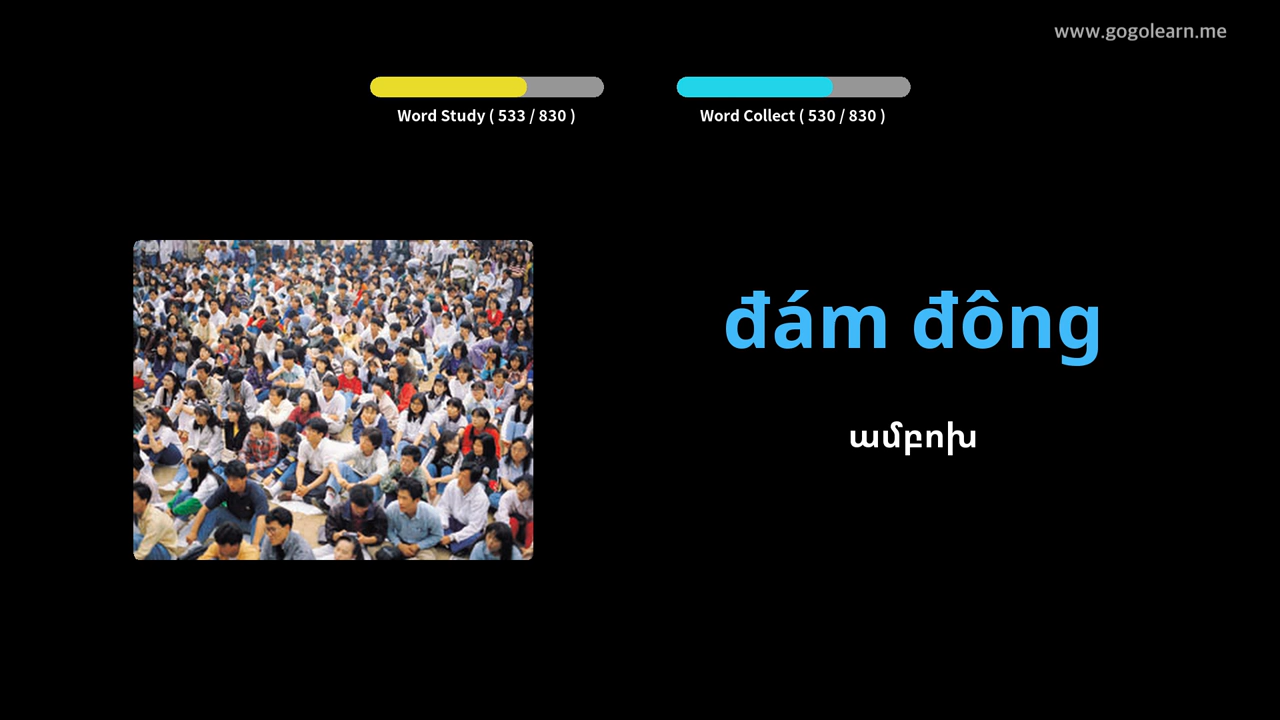 www.gogolearn.me
Word Study ( 533 / 830 )
Word Collect ( 530 / 830 )
đám đông
ամբոխ